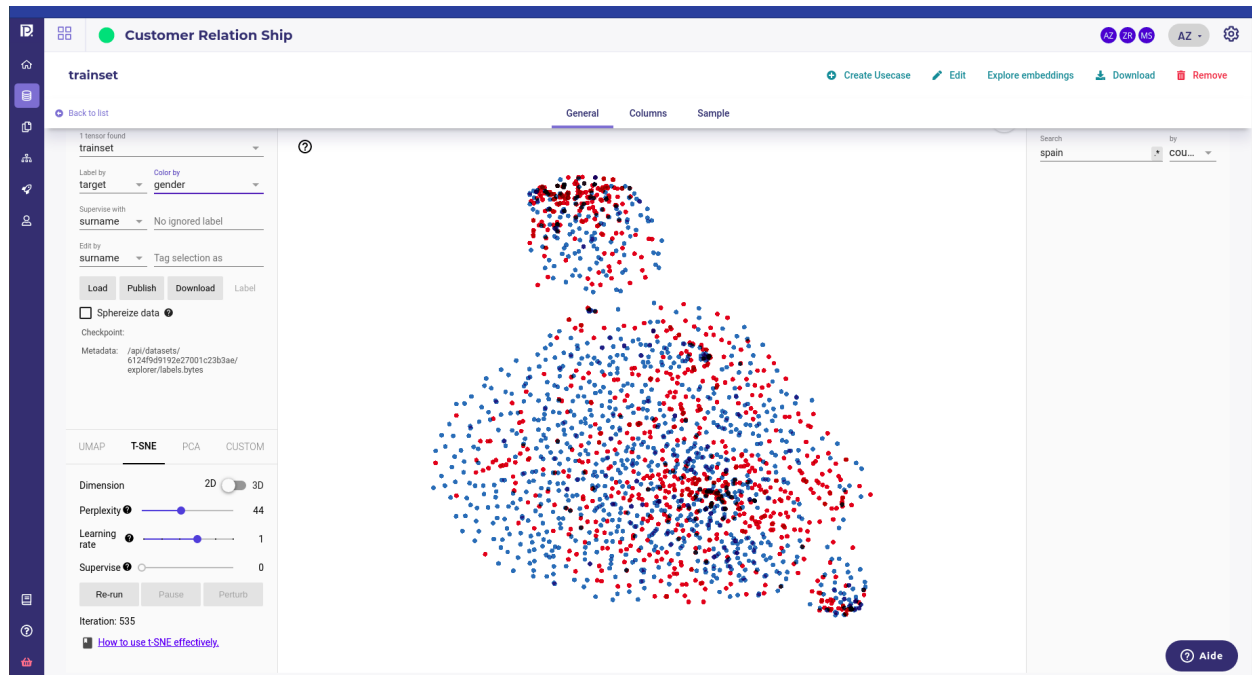 Customer Relation Ship
AZ ZR MS AZ
trainset
Create Usecase Edit Explore embeddings Download Remove
Back to list
General Columns Sample
1 tensor found
trainset
Label by Color by
target gender
Supervise with
surname No ignored label
Edit by
surname Tag selection as
Load Publish Download Label
Sphereize data
Checkpoint:
Metadata: /api/datasets/
6124f9d9192e27001c23b3ae/
explorer/labels.bytes
UMAP T-SNE PCA CUSTOM
Dimension 2D 3D
Perplexity 44
Learning
rate 1
Supervise 0
Re-run Pause Perturb
Iteration: 535
How to use t-SNE effectively.
Search by
spain .* cou...
Aide